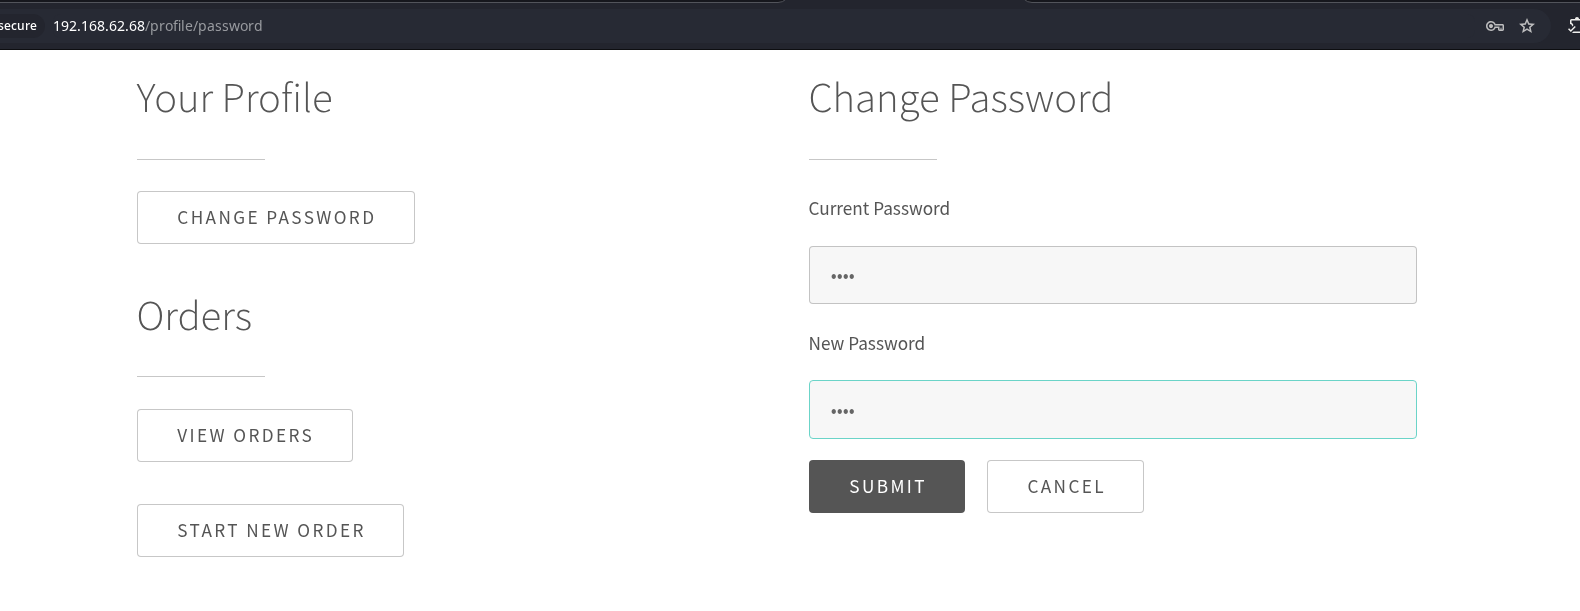 secure 192.168.62.68/profile/password
Your Profile
CHANGE PASSWORD
Orders
VIEW ORDERS
START NEW ORDER
Change Password
Current Password
••••
New Password
••••
SUBMIT CANCEL